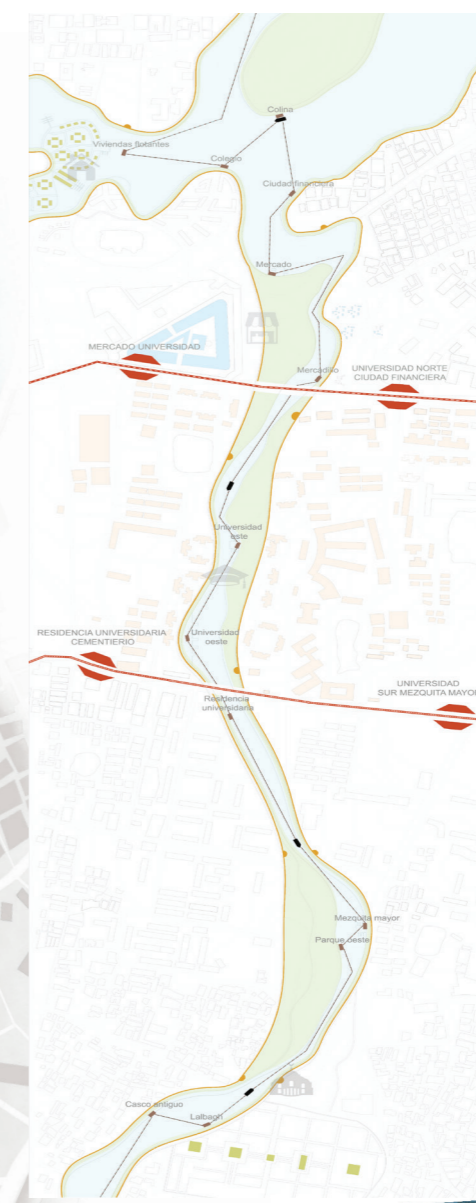 Colina
Viviendas flotantes
Colegio
Ciudad financiera
Mercado
MERCADO UNIVERSIDAD
Mercadillo
UNIVERSIDAD NORTE
CIUDAD FINANCIERA
Universidad
este
RESIDENCIA UNIVERSITARIA
CEMENTIERIO
Universidad
oeste
UNIVERSIDAD
SUR MEZQUITA MAYOR
Residencia
universidaria
Mezquita mayor
Parque oeste
Casco antiguo
Lalbagh